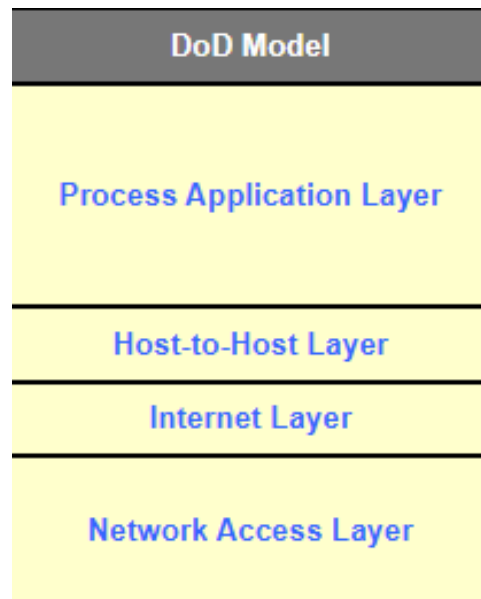 DoD Model
Process Application Layer
Host-to-Host Layer
Internet Layer
Network Access Layer